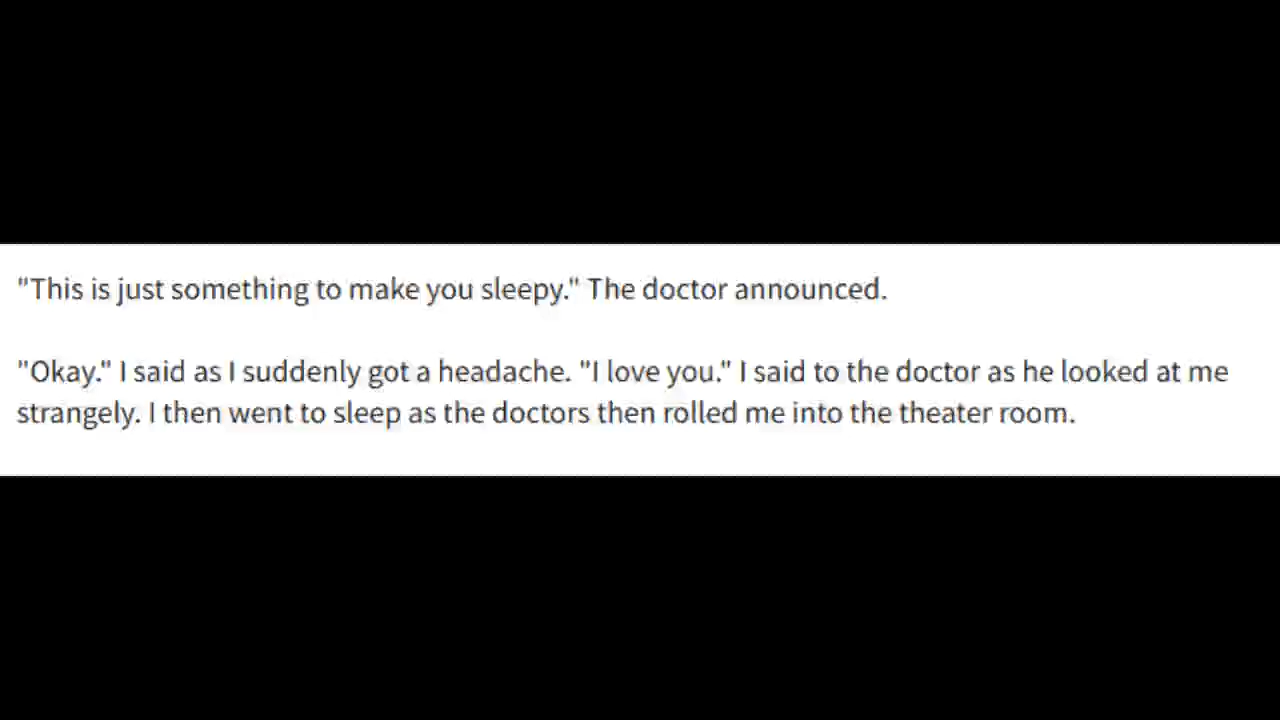 "This is just something to make you sleepy." The doctor announced.
"Okay." I said as I suddenly got a headache. "I love you." I said to the doctor as he looked at me
strangely. I then went to sleep as the doctors then rolled me into the theater room.